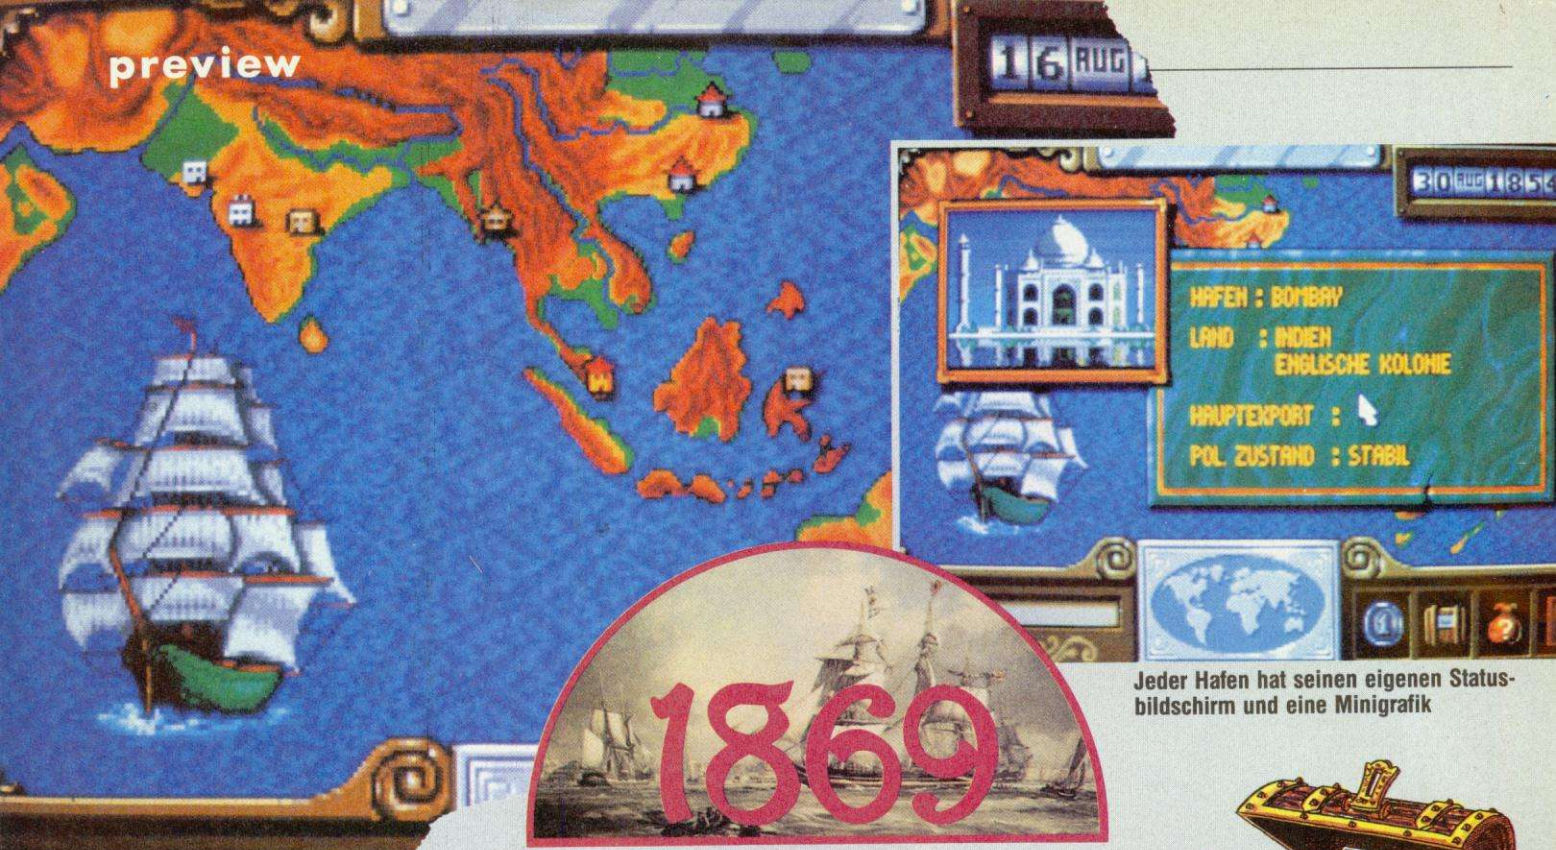 preview
16 AUG
30 AUG 1854
HAFEN : BOMBAY
LAND : INDIEN
ENGLISCHE KOLONIE
HAUPTEXPORT :
POL. ZUSTAND : STABIL
Jeder Hafen hat seinen eigenen Status-
bildschirm und eine Minigrafik
1869